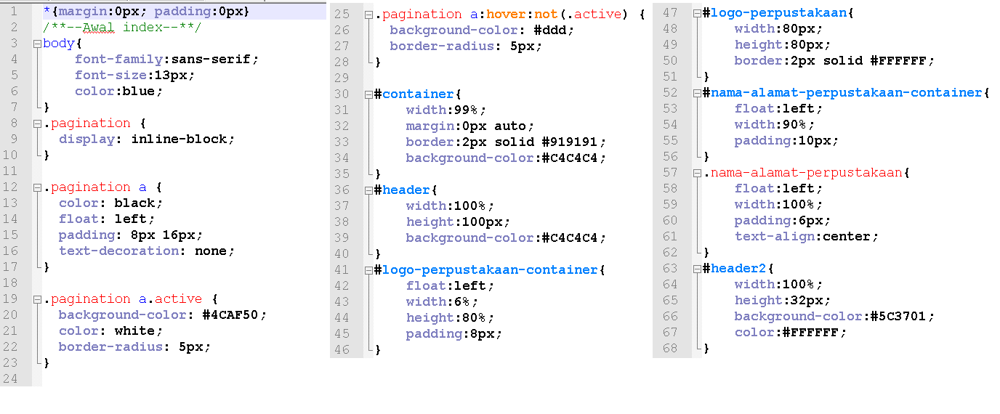 1 *{margin:0px; padding:0px}
2 /**--Awal index--**/
3 body{
4 font-family:sans-serif;
5 font-size:13px;
6 color:blue;
7 }
8 .pagination {
9 display: inline-block;
10 }
11
12 .pagination a {
13 color: black;
14 float: left;
15 padding: 8px 16px;
16 text-decoration: none;
17 }
18
19 .pagination a.active {
20 background-color: #4CAF50;
21 color: white;
22 border-radius: 5px;
23 }
24
25 .pagination a:hover:not(.active) {
26 background-color: #ddd;
27 border-radius: 5px;
28 }
29
30 #container{
31 width:99%;
32 margin:0px auto;
33 border:2px solid #919191;
34 background-color:#C4C4C4;
35 }
36 #header{
37 width:100%;
38 height:100px;
39 background-color:#C4C4C4;
40 }
41 #logo-perpustakaan-container{
42 float:left;
43 width:6%;
44 height:80%;
45 padding:8px;
46 }
47 #logo-perpustakaan{
48 width:80px;
49 height:80px;
50 border:2px solid #FFFFFF;
51 }
52 #nama-alamat-perpustakaan-container{
53 float:left;
54 width:90%;
55 padding:10px;
56 }
57 .nama-alamat-perpustakaan{
58 float:left;
59 width:100%;
60 padding:6px;
61 text-align:center;
62 }
63 #header2{
64 width:100%;
65 height:32px;
66 background-color:#5C3701;
67 color:#FFFFFF;
68 }